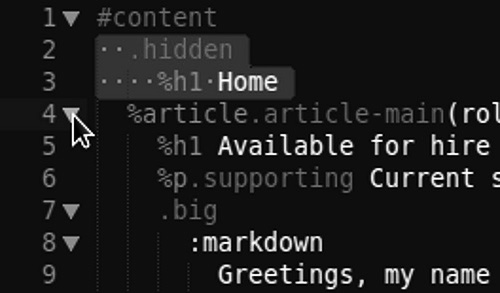 1 #content
2 ··.hidden
3 ····%h1·Home
4 %article.article-main(rol
5 %h1 Available for hire
6 %p.supporting Current s
7 .big
8 :markdown
9 Greetings, my name